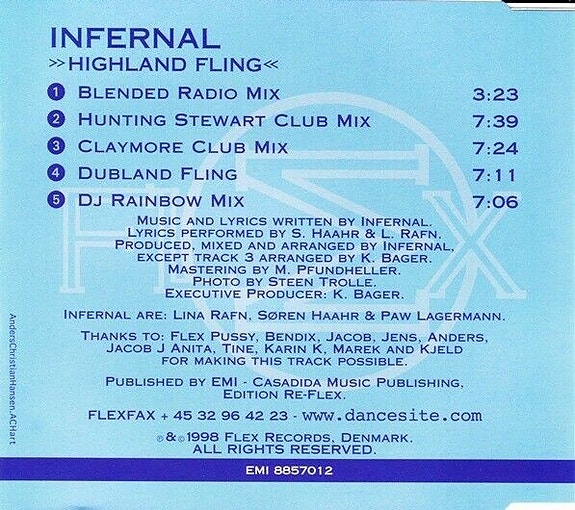 INFERNAL
»HIGHLAND FLING«
1 BLENDED RADIO MIX 3:23
2 HUNTING STEWART CLUB MIX 7:39
3 CLAYMORE CLUB MIX 7:24
4 DUBLAND FLING 7:11
5 DJ RAINBOW MIX 7:06
FLEX
MUSIC AND LYRICS WRITTEN BY INFERNAL.
LYRICS PERFORMED BY S. HAAHR & L. RAFN.
PRODUCED, MIXED AND ARRANGED BY INFERNAL,
EXCEPT TRACK 3 ARRANGED BY K. BAGER.
MASTERING BY M. PFUNDHELLER.
PHOTO BY STEEN TROLLE.
EXECUTIVE PRODUCER: K. BAGER.
INFERNAL ARE: LINA RAFN, SØREN HAAHR & PAW LAGERMANN.
THANKS TO: FLEX PUSSY, BENDIX, JACOB, JENS, ANDERS,
JACOB J ANITA, TINE, KARIN K, MAREK AND KJELD
FOR MAKING THIS TRACK POSSIBLE.
PUBLISHED BY EMI - CASADIDA MUSIC PUBLISHING,
EDITION RE-FLEX.
FLEXFAX + 45 32 96 42 23 - www.dancesite.com
℗&©1998 FLEX RECORDS, DENMARK.
ALL RIGHTS RESERVED.
EMI 8857012
AndersChristianHansen.ACHart